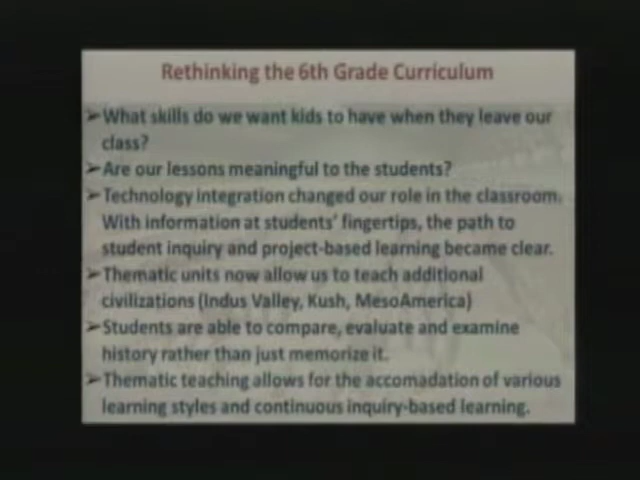 Rethinking the 6th Grade Curriculum
➢What skills do we want kids to have when they leave our
class?
➢Are our lessons meaningful to the students?
➢Technology integration changed our role in the classroom.
With information at students' fingertips, the path to
student inquiry and project-based learning became clear.
➢Thematic units now allow us to teach additional
civilizations (Indus Valley, Kush, MesoAmerica)
➢Students are able to compare, evaluate and examine
history rather than just memorize it.
➢Thematic teaching allows for the accomadation of various
learning styles and continuous inquiry-based learning.